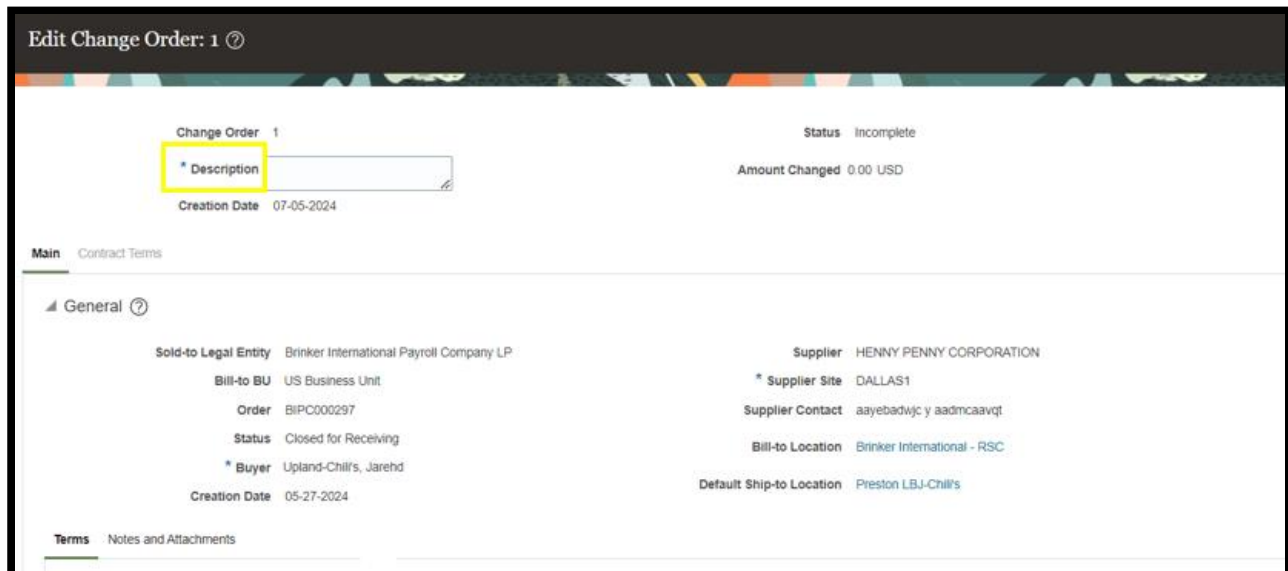 Edit Change Order: 1 ?
Change Order 1
Status Incomplete
* Description
Amount Changed 0.00 USD
Creation Date 07-05-2024
Main Contract Terms
General ?
Sold-to Legal Entity Brinker International Payroll Company LP
Supplier HENNY PENNY CORPORATION
Bill-to BU US Business Unit
* Supplier Site DALLAS1
Order BIPC000297
Supplier Contact aayebadwjc y aadmcaavqt
Status Closed for Receiving
Bill-to Location Brinker International - RSC
* Buyer Upland-Chili's, Jarehd
Default Ship-to Location Preston LBJ-Chili's
Creation Date 05-27-2024
Terms Notes and Attachments